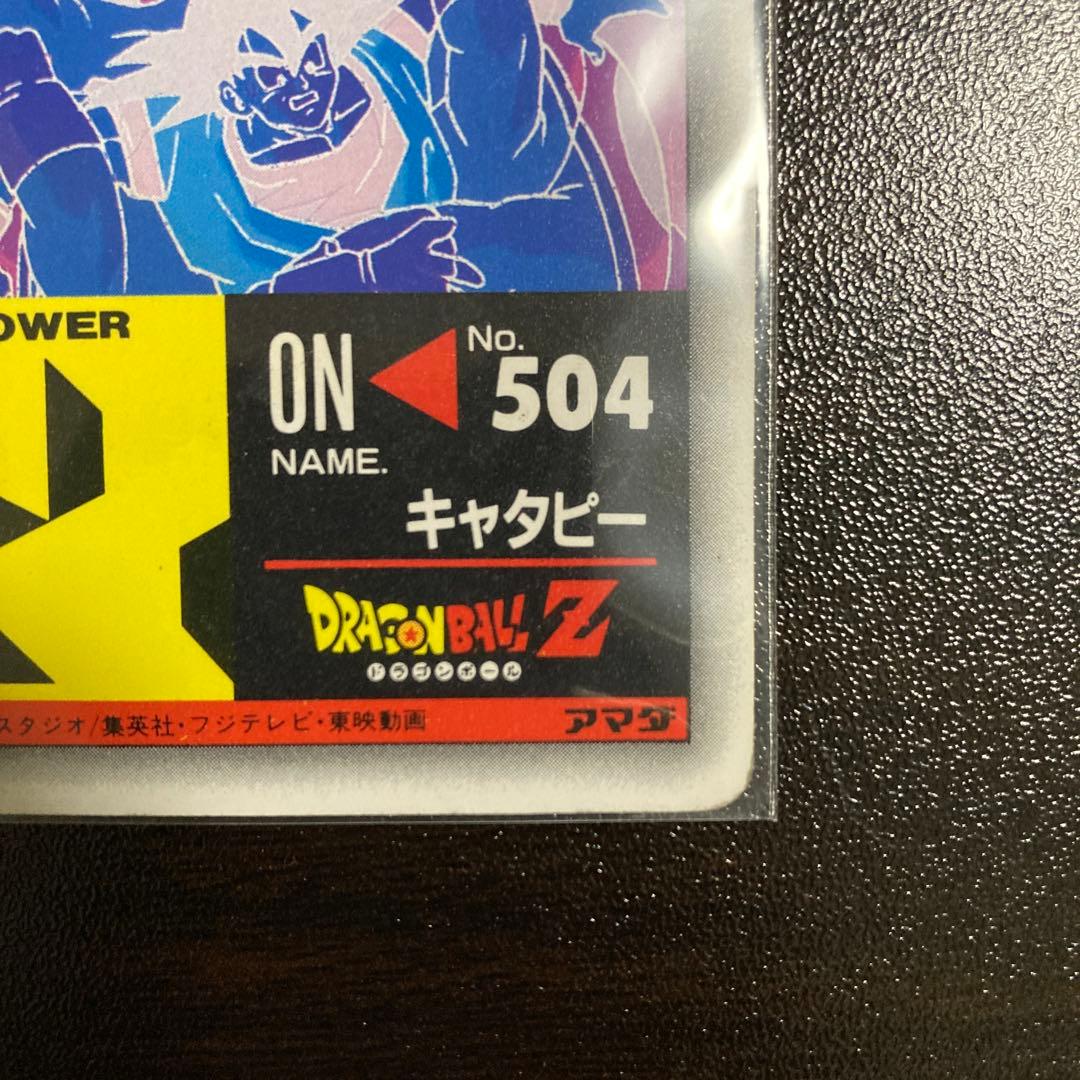 OWER
ON
No.
504
NAME.
キャタピー
DRAGON BALL Z
ドラゴンボール
スタジオ/集英社・フジテレビ・東映動画
アマダ